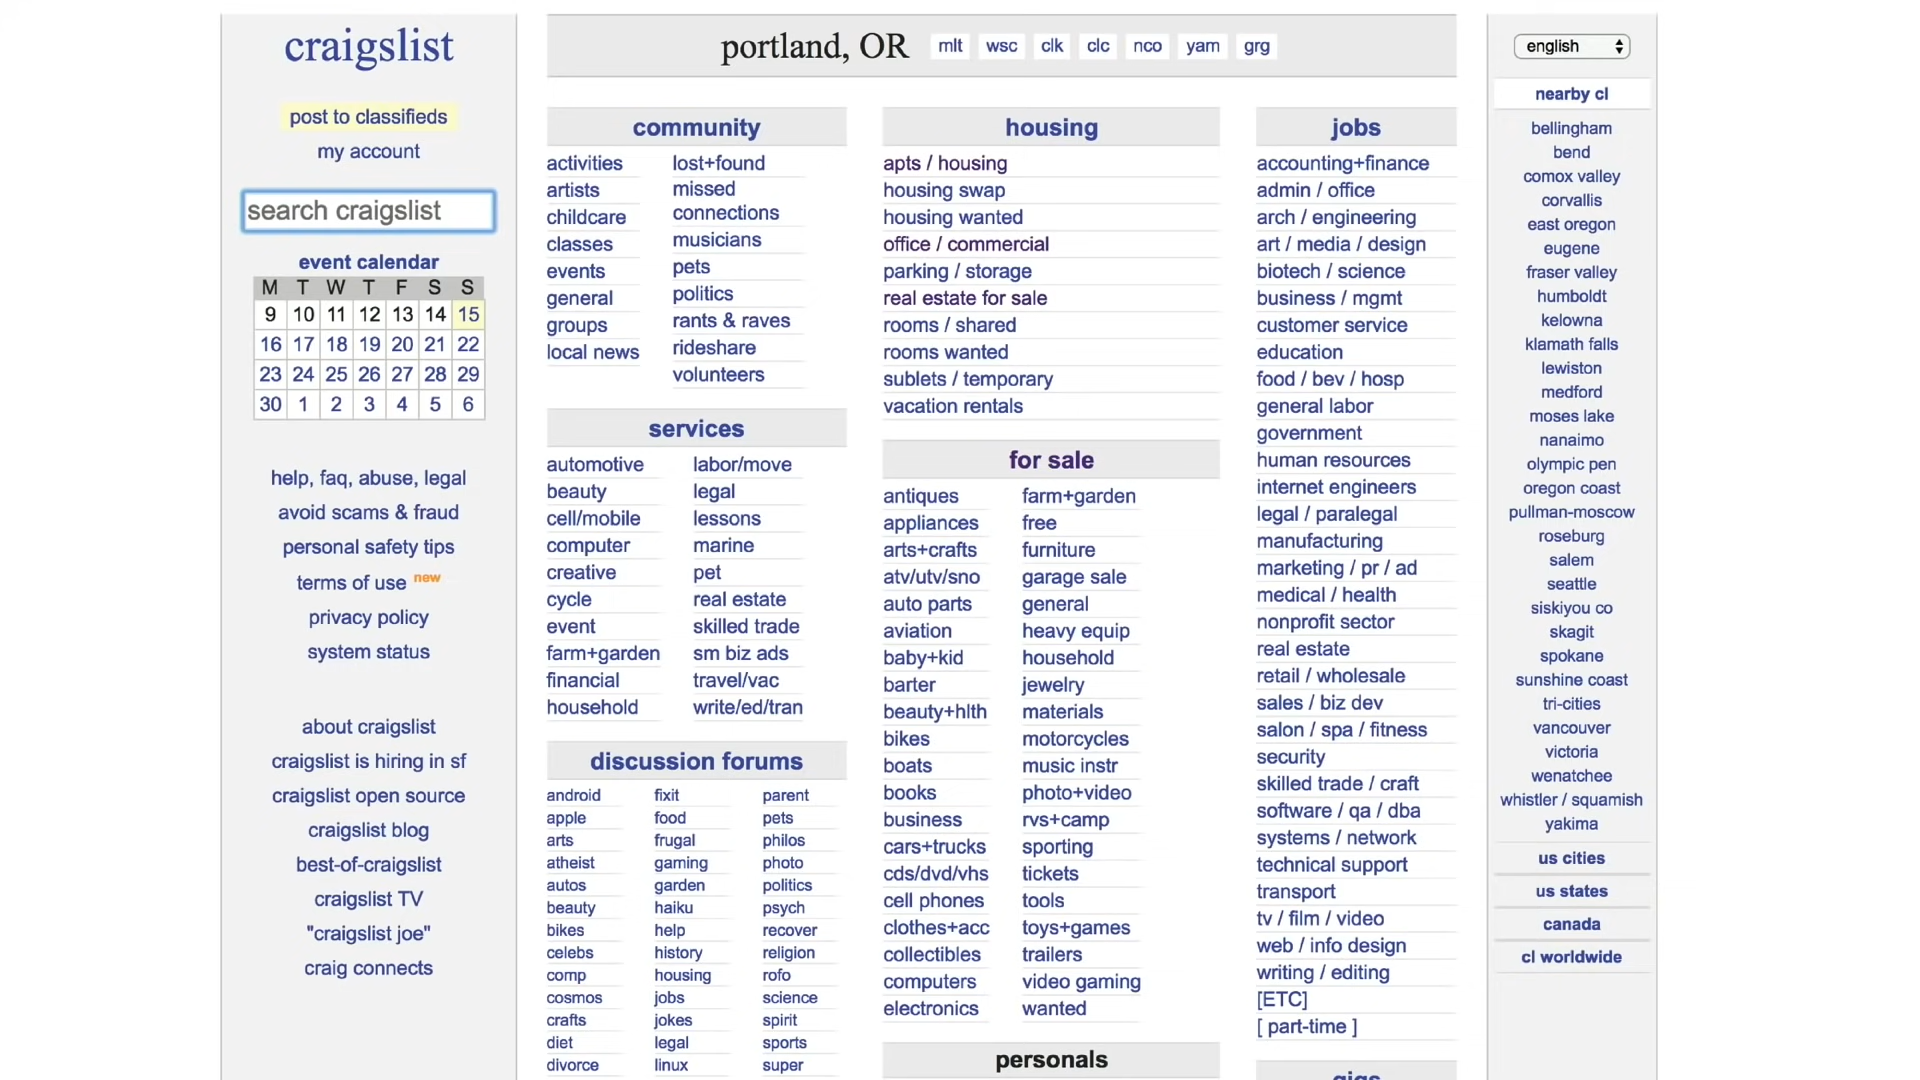 craigslist
post to classifieds
my account
search craigslist
event calendar
M T W T F S S
9 10 11 12 13 14 15
16 17 18 19 20 21 22
23 24 25 26 27 28 29
30 1 2 3 4 5 6
help, faq, abuse, legal
avoid scams & fraud
personal safety tips
terms of use new
privacy policy
system status
about craigslist
craigslist is hiring in sf
craigslist open source
craigslist blog
best-of-craigslist
craigslist TV
"craigslist joe"
craig connects
portland, OR mlt wsc clk clc nco yam grg
community
activities
artists
childcare
classes
events
general
groups
local news
lost+found
missed
connections
musicians
pets
politics
rants & raves
rideshare
volunteers
services
automotive
beauty
cell/mobile
computer
creative
cycle
event
farm+garden
financial
household
labor/move
legal
lessons
marine
pet
real estate
skilled trade
sm biz ads
travel/vac
write/ed/tran
discussion forums
android
apple
arts
atheist
autos
beauty
bikes
celebs
comp
cosmos
crafts
diet
divorce
fixit
food
frugal
gaming
garden
haiku
help
history
housing
jobs
jokes
legal
linux
parent
pets
philos
photo
politics
psych
recover
religion
rofo
science
spirit
sports
super
housing
apts / housing
housing swap
housing wanted
office / commercial
parking / storage
real estate for sale
rooms / shared
rooms wanted
sublets / temporary
vacation rentals
for sale
antiques
appliances
arts+crafts
atv/utv/sno
auto parts
aviation
baby+kid
barter
beauty+hlth
bikes
boats
books
business
cars+trucks
cds/dvd/vhs
cell phones
clothes+acc
collectibles
computers
electronics
farm+garden
free
furniture
garage sale
general
heavy equip
household
jewelry
materials
motorcycles
music instr
photo+video
rvs+camp
sporting
tickets
tools
toys+games
trailers
video gaming
wanted
personals
jobs
accounting+finance
admin / office
arch / engineering
art / media / design
biotech / science
business / mgmt
customer service
education
food / bev / hosp
general labor
government
human resources
internet engineers
legal / paralegal
manufacturing
marketing / pr / ad
medical / health
nonprofit sector
real estate
retail / wholesale
sales / biz dev
salon / spa / fitness
security
skilled trade / craft
software / qa / dba
systems / network
technical support
transport
tv / film / video
web / info design
writing / editing
[ETC]
[ part-time ]
gigs
english
nearby cl
bellingham
bend
comox valley
corvallis
east oregon
eugene
fraser valley
humboldt
kelowna
klamath falls
lewiston
medford
moses lake
nanaimo
olympic pen
oregon coast
pullman-moscow
roseburg
salem
seattle
siskiyou co
skagit
spokane
sunshine coast
tri-cities
vancouver
victoria
wenatchee
whistler / squamish
yakima
us cities
us states
canada
cl worldwide